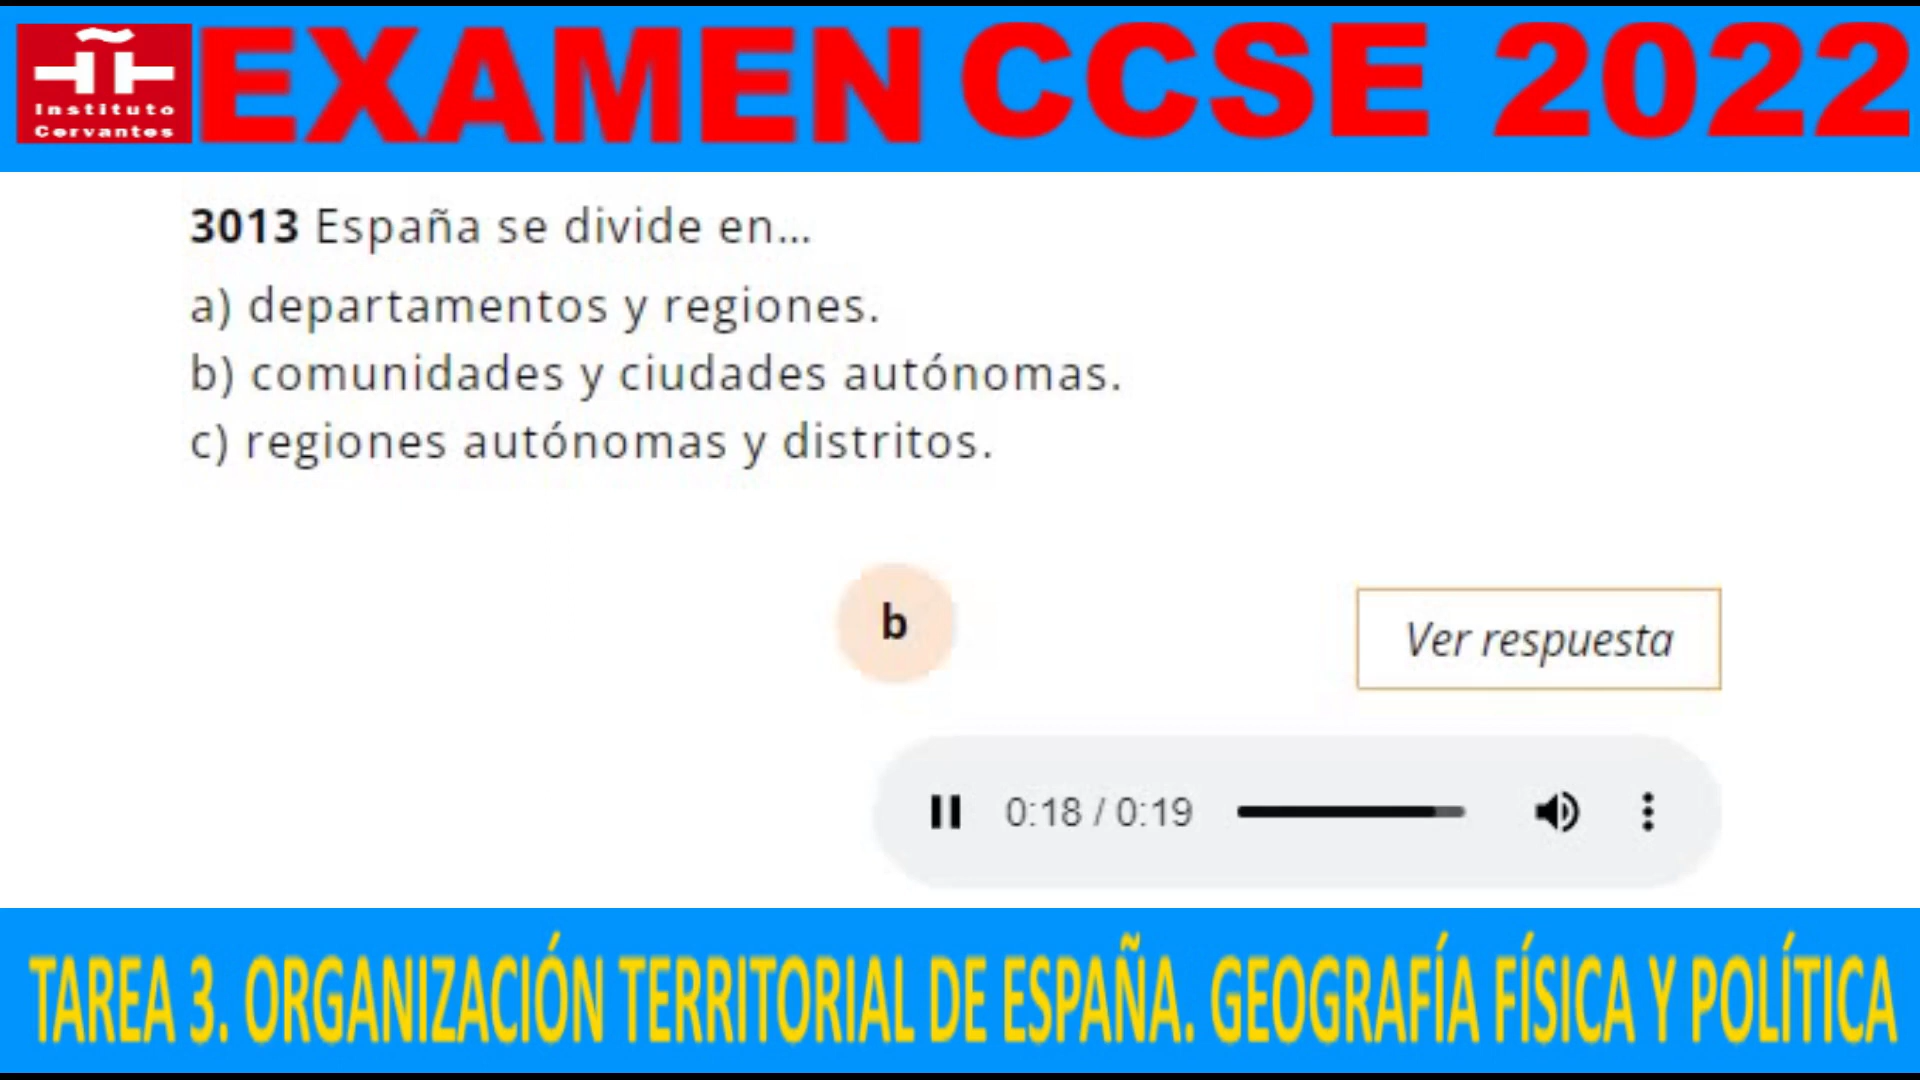 Instituto
Cervantes
EXAMEN CCSE 2022
3013 España se divide en...
a) departamentos y regiones.
b) comunidades y ciudades autónomas.
c) regiones autónomas y distritos.
b
Ver respuesta
0:18 / 0:19
TAREA 3. ORGANIZACIÓN TERRITORIAL DE ESPAÑA. GEOGRAFÍA FÍSICA Y POLÍTICA